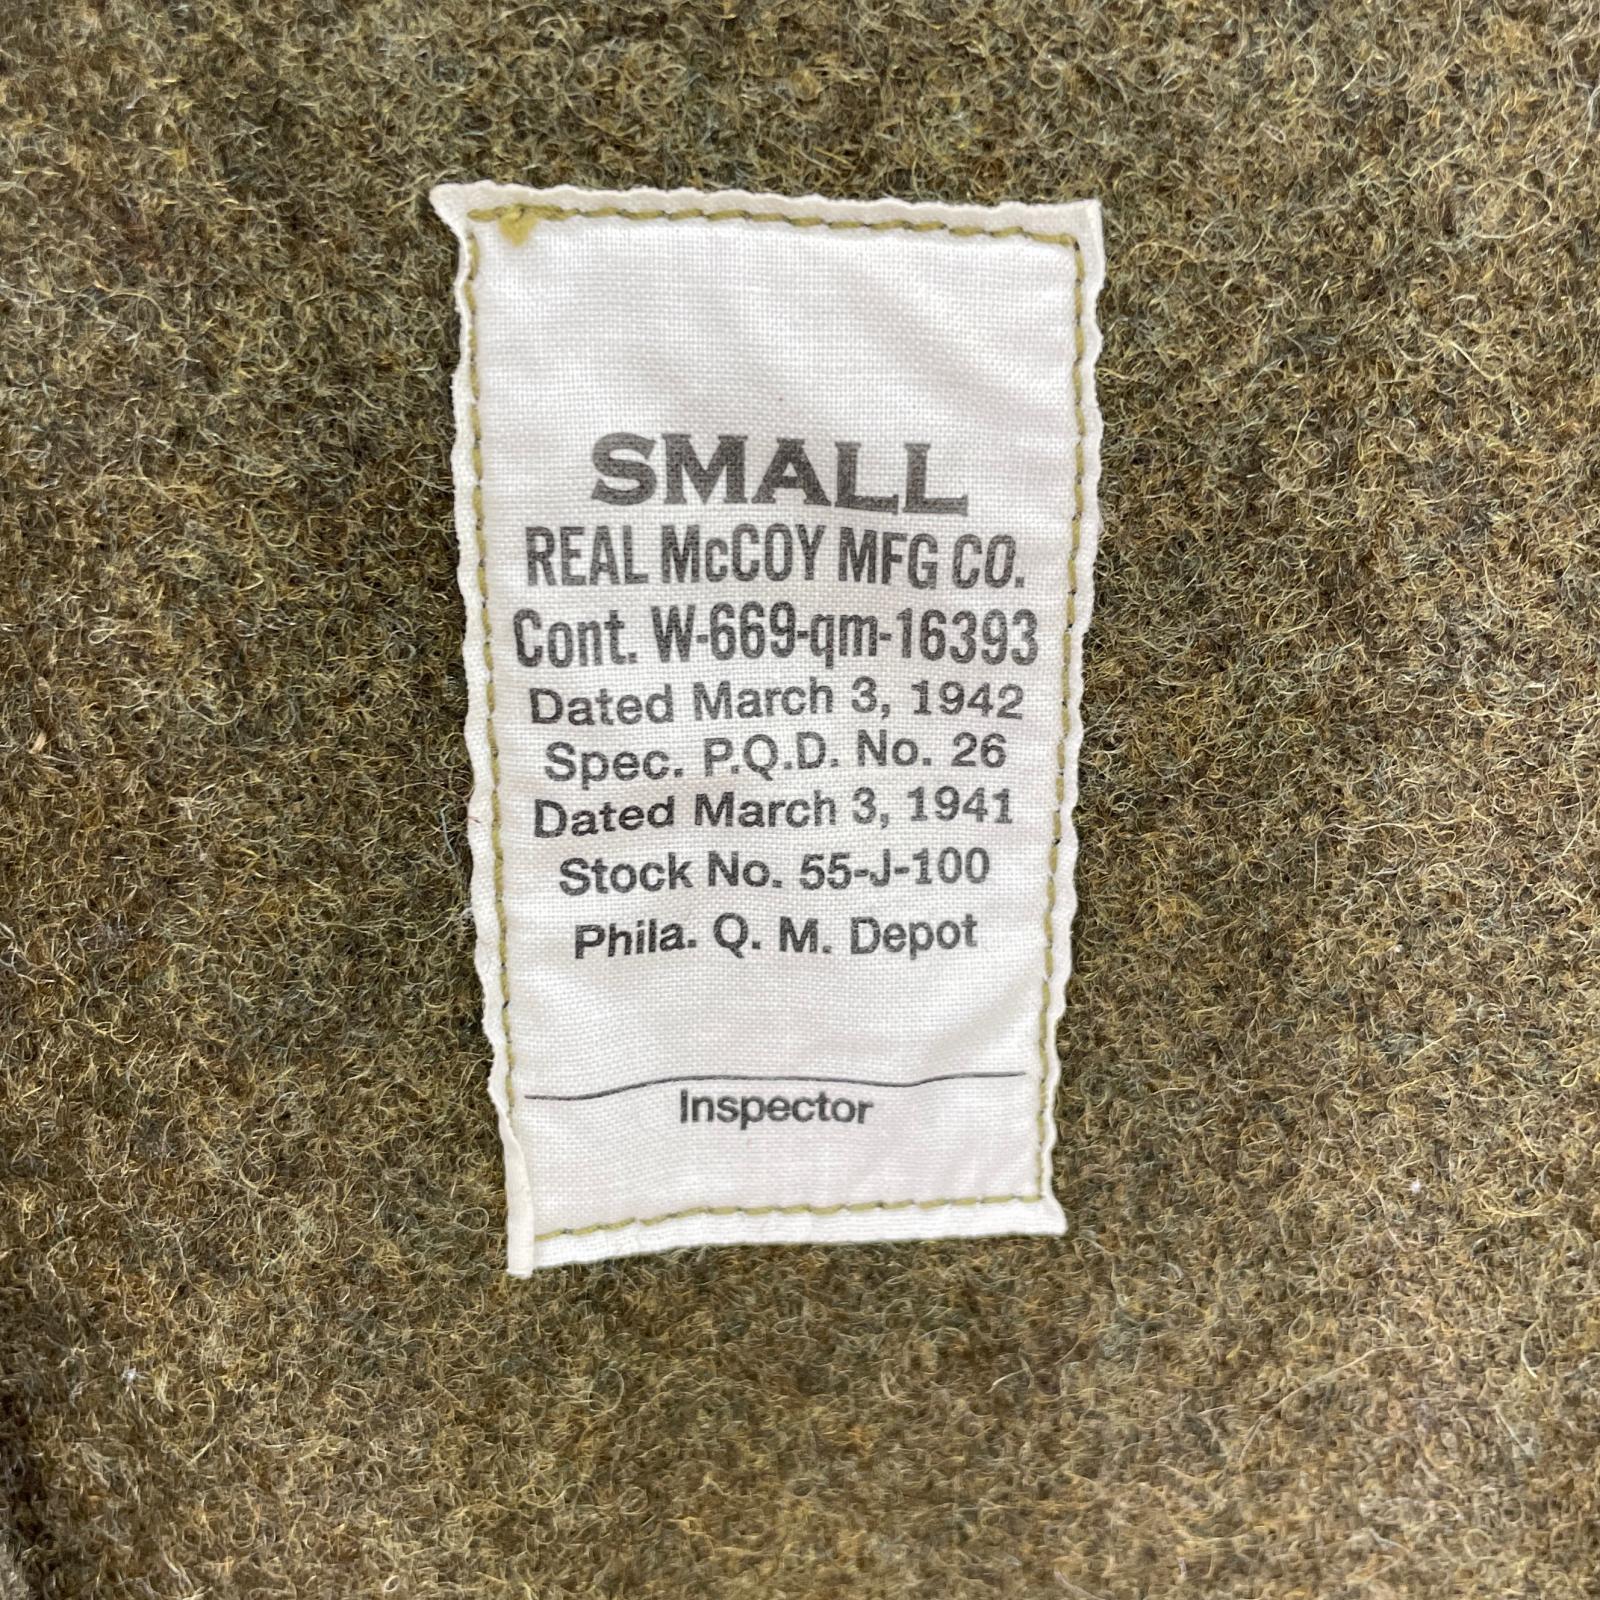 SMALL
REAL McCOY MFG CO.
Cont. W-669-qm-16393
Dated March 3, 1942
Spec. P.Q.D. No. 26
Dated March 3, 1941
Stock No. 55-J-100
Phila. Q. M. Depot
Inspector